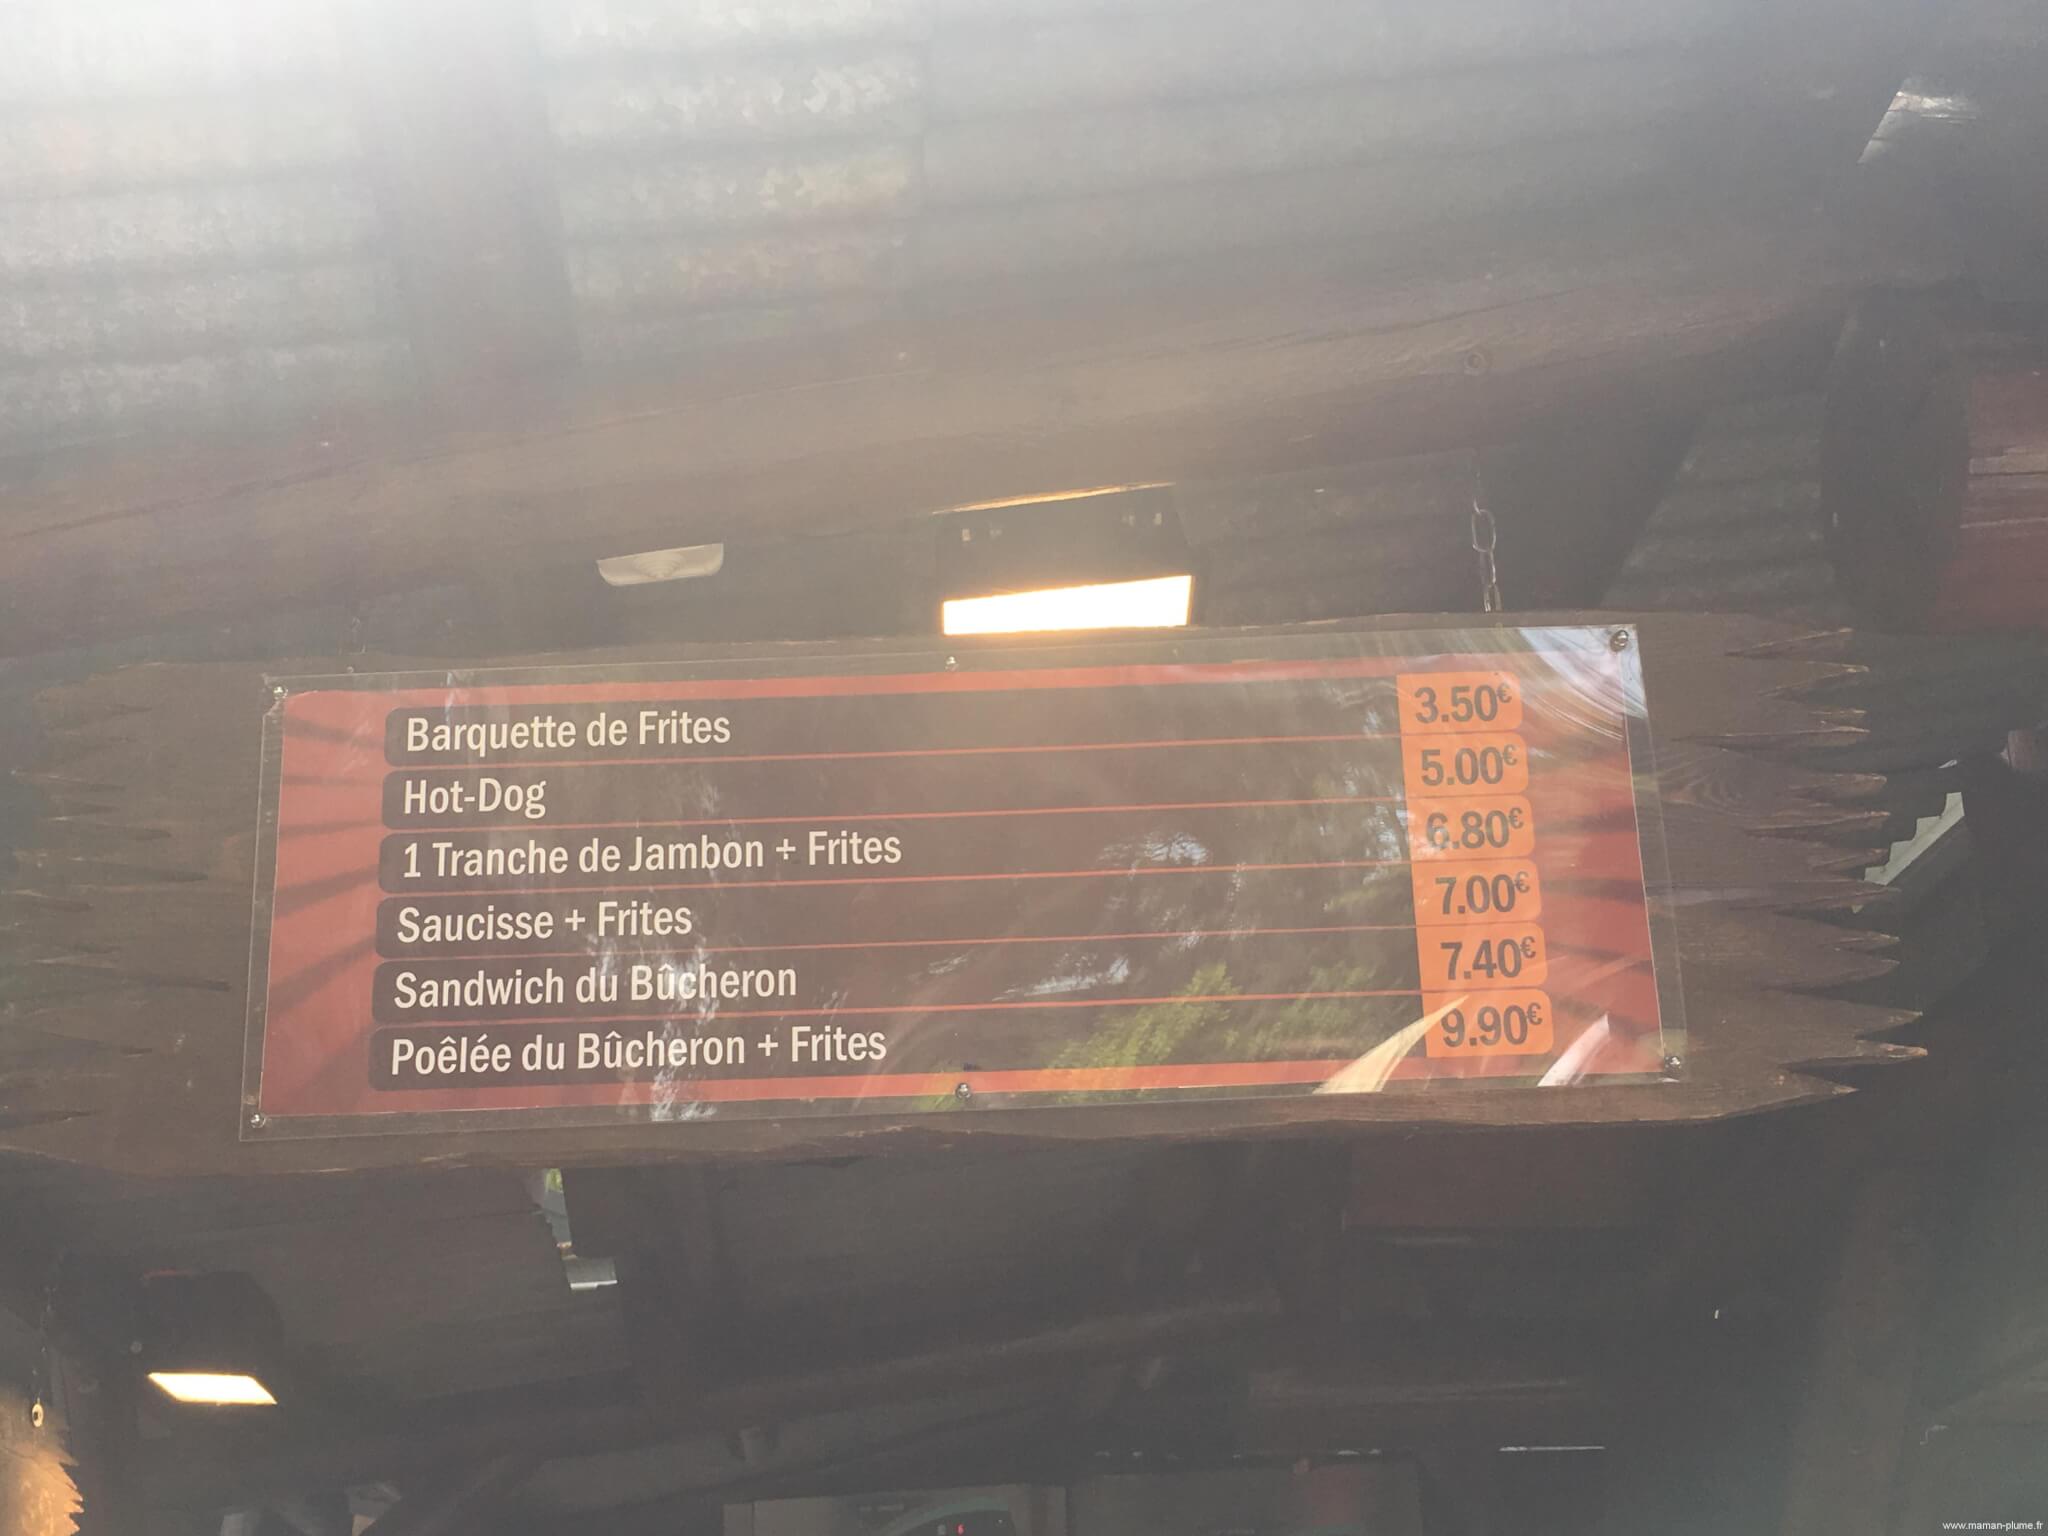 Barquette de Frites 3.50€
Hot-Dog 5.00€
1 Tranche de Jambon + Frites 6.80€
Saucisse + Frites 7.00€
Sandwich du Bûcheron 7.40€
Poêlée du Bûcheron + Frites 9.90€
www.maman-plume.fr